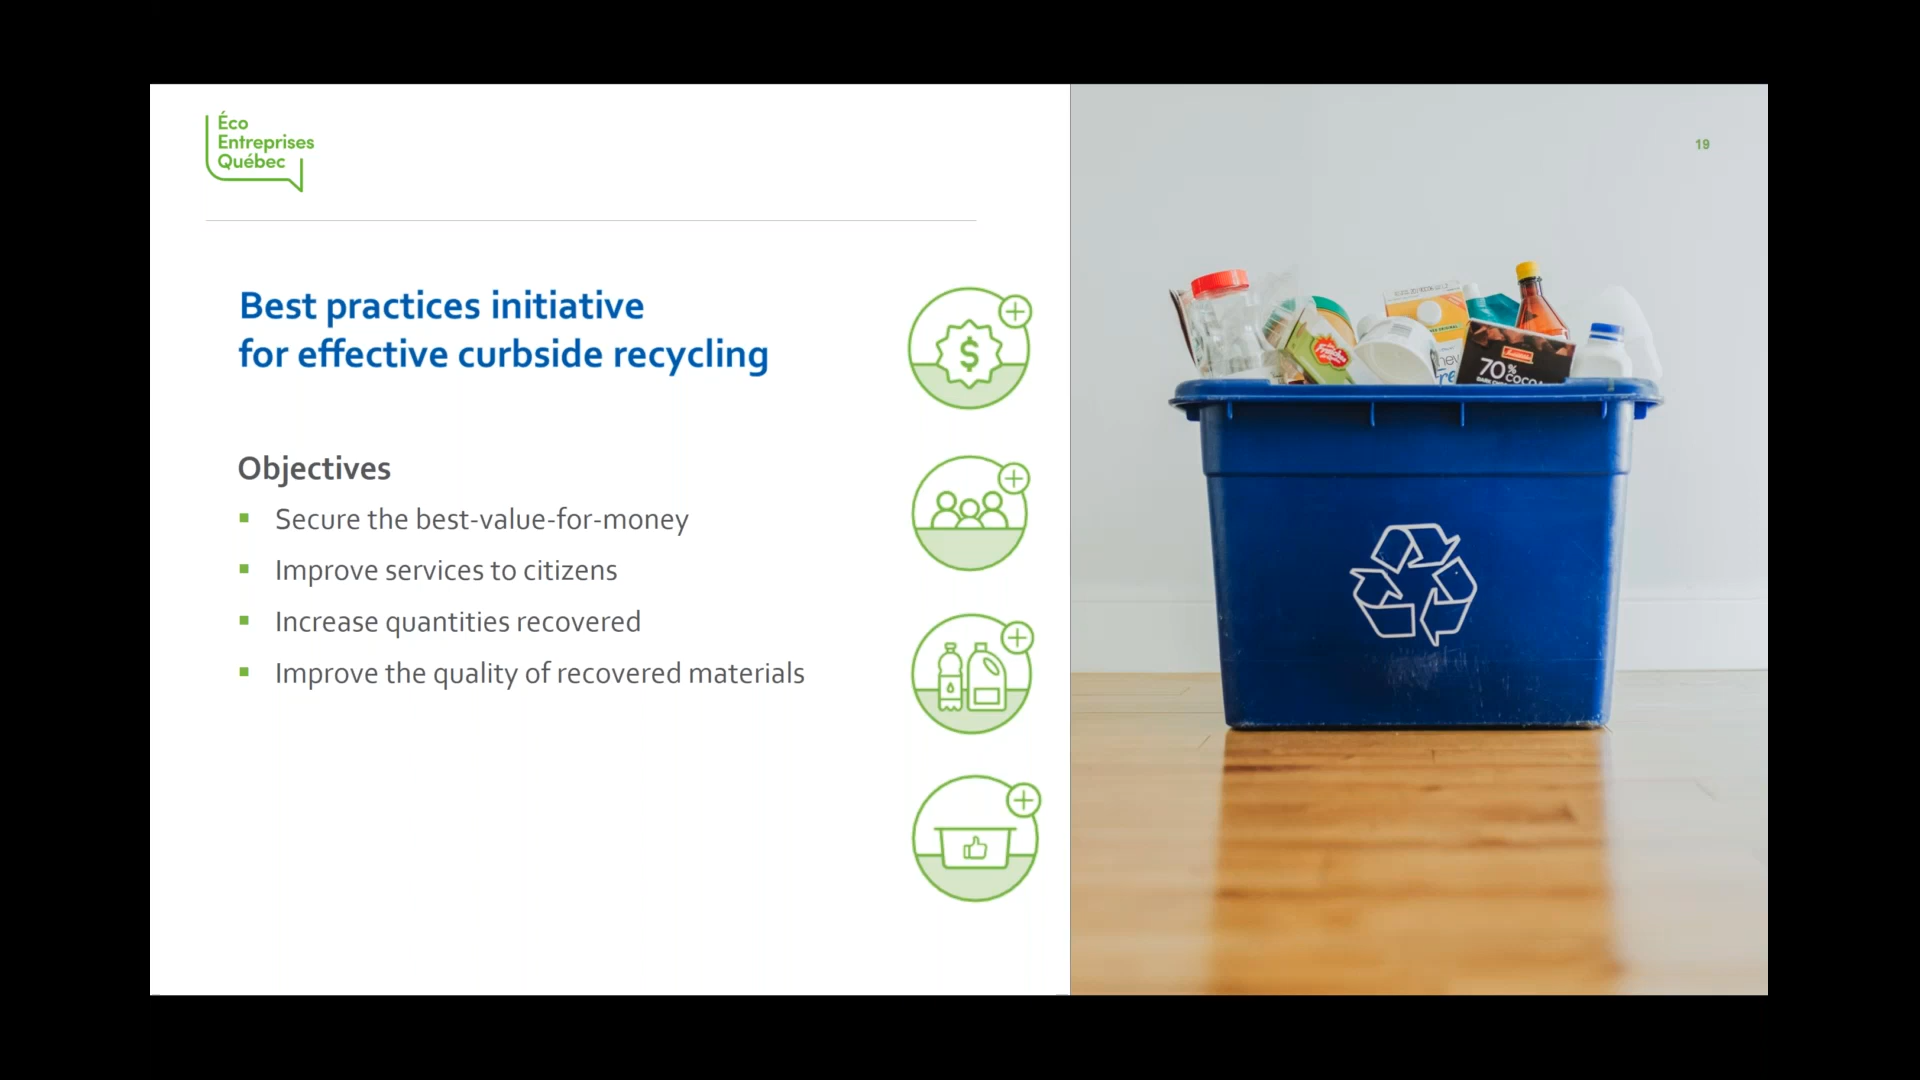 Éco
Entreprises
Québec
19
Best practices initiative
for effective curbside recycling
$
Objectives
Secure the best-value-for-money
Improve services to citizens
Increase quantities recovered
Improve the quality of recovered materials
70%
COCOA